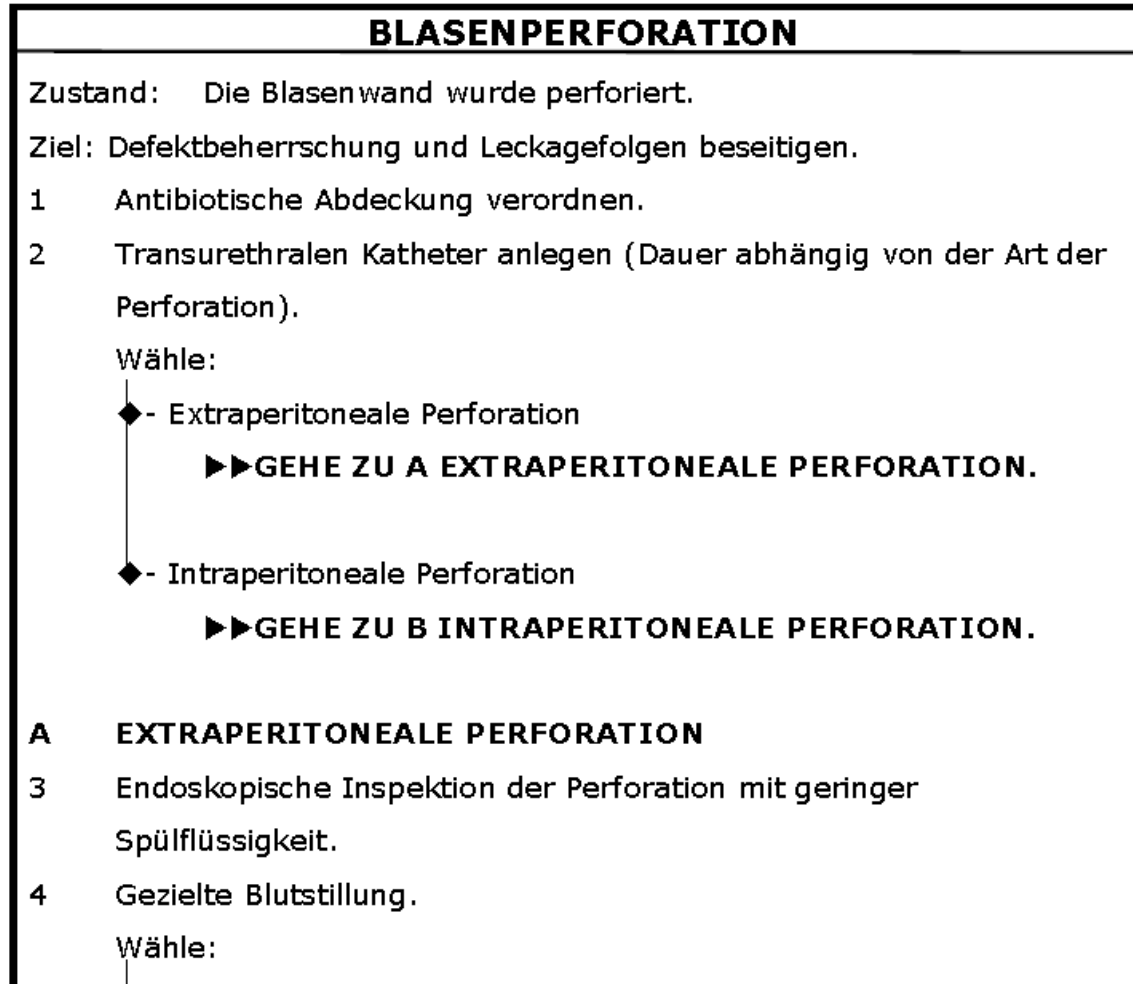 BLASENPERFORATION
Zustand: Die Blasenwand wurde perforiert.
Ziel: Defektbeherrschung und Leckagefolgen beseitigen.
1 Antibiotische Abdeckung verordnen.
2 Transurethralen Katheter anlegen (Dauer abhängig von der Art der
Perforation).
Wähle:
◆- Extraperitoneale Perforation
▶▶GEHE ZU A EXTRAPERITONEALE PERFORATION.
◆- Intraperitoneale Perforation
▶▶GEHE ZU B INTRAPERITONEALE PERFORATION.
A EXTRAPERITONEALE PERFORATION
3 Endoskopische Inspektion der Perforation mit geringer
Spülflüssigkeit.
4 Gezielte Blutstillung.
Wähle: